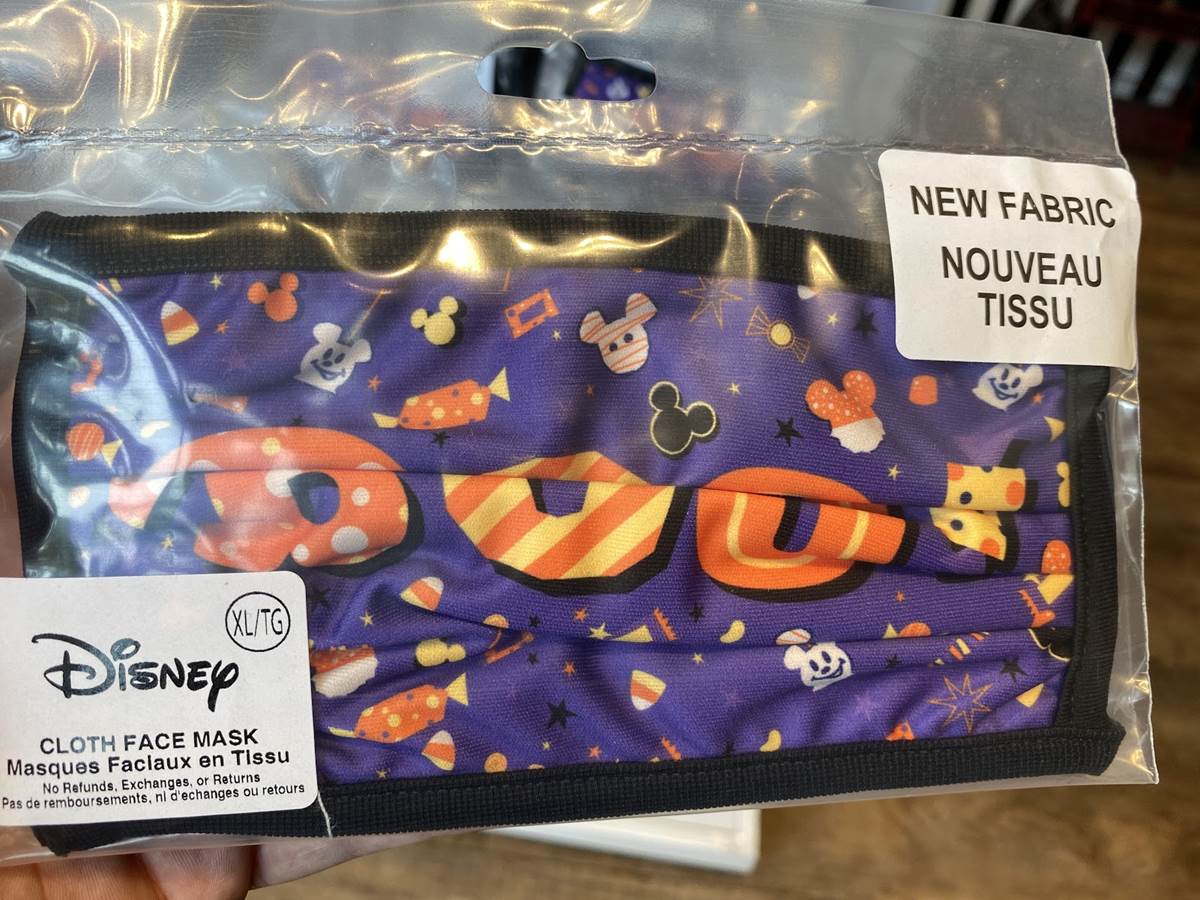 NEW FABRIC
NOUVEAU
TISSU
BOO!
XL/TG
Disney
CLOTH FACE MASK
Masques Faciaux en Tissu
No Refunds, Exchanges, or Returns
Pas de remboursements, ni d'echanges ou retours